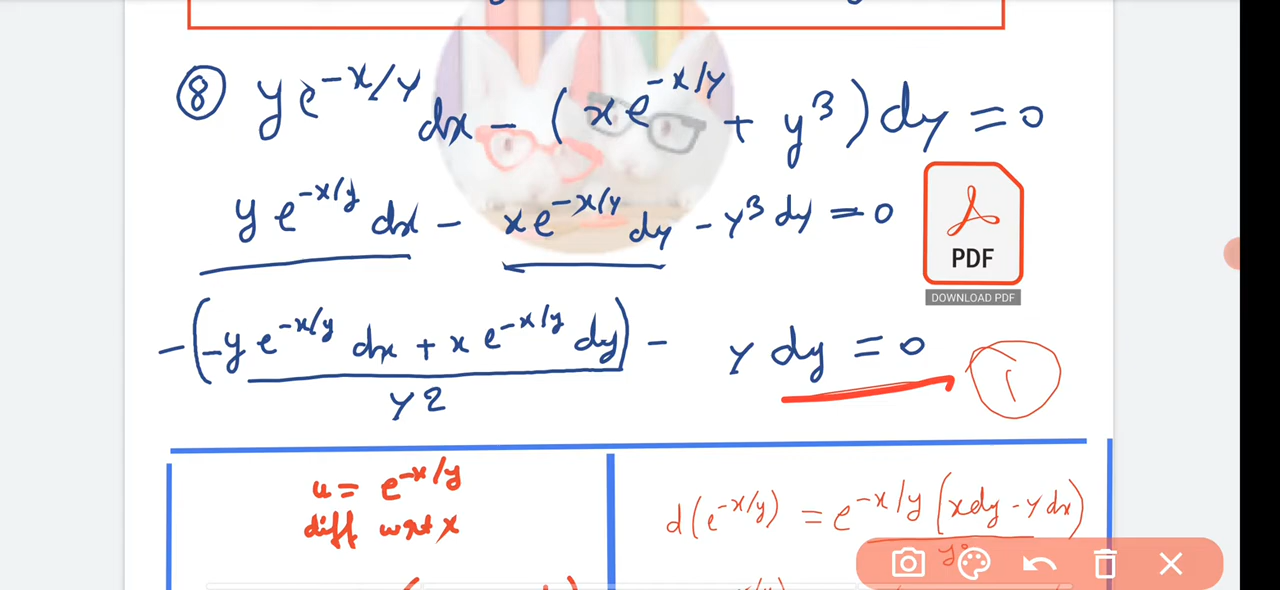 ⑧ ye^{-x/y} dx - (xe^{-x/y} + y³) dy = 0
ye^{-x/y} dx - xe^{-x/y} dy - y³ dy = 0
-(-ye^{-x/y} dx + xe^{-x/y} dy)/y² - y dy = 0 ①
PDF
DOWNLOAD PDF
u = e^{-x/y}
diff wrt x
d(e^{-x/y}) = e^{-x/y} (xdy - ydx)